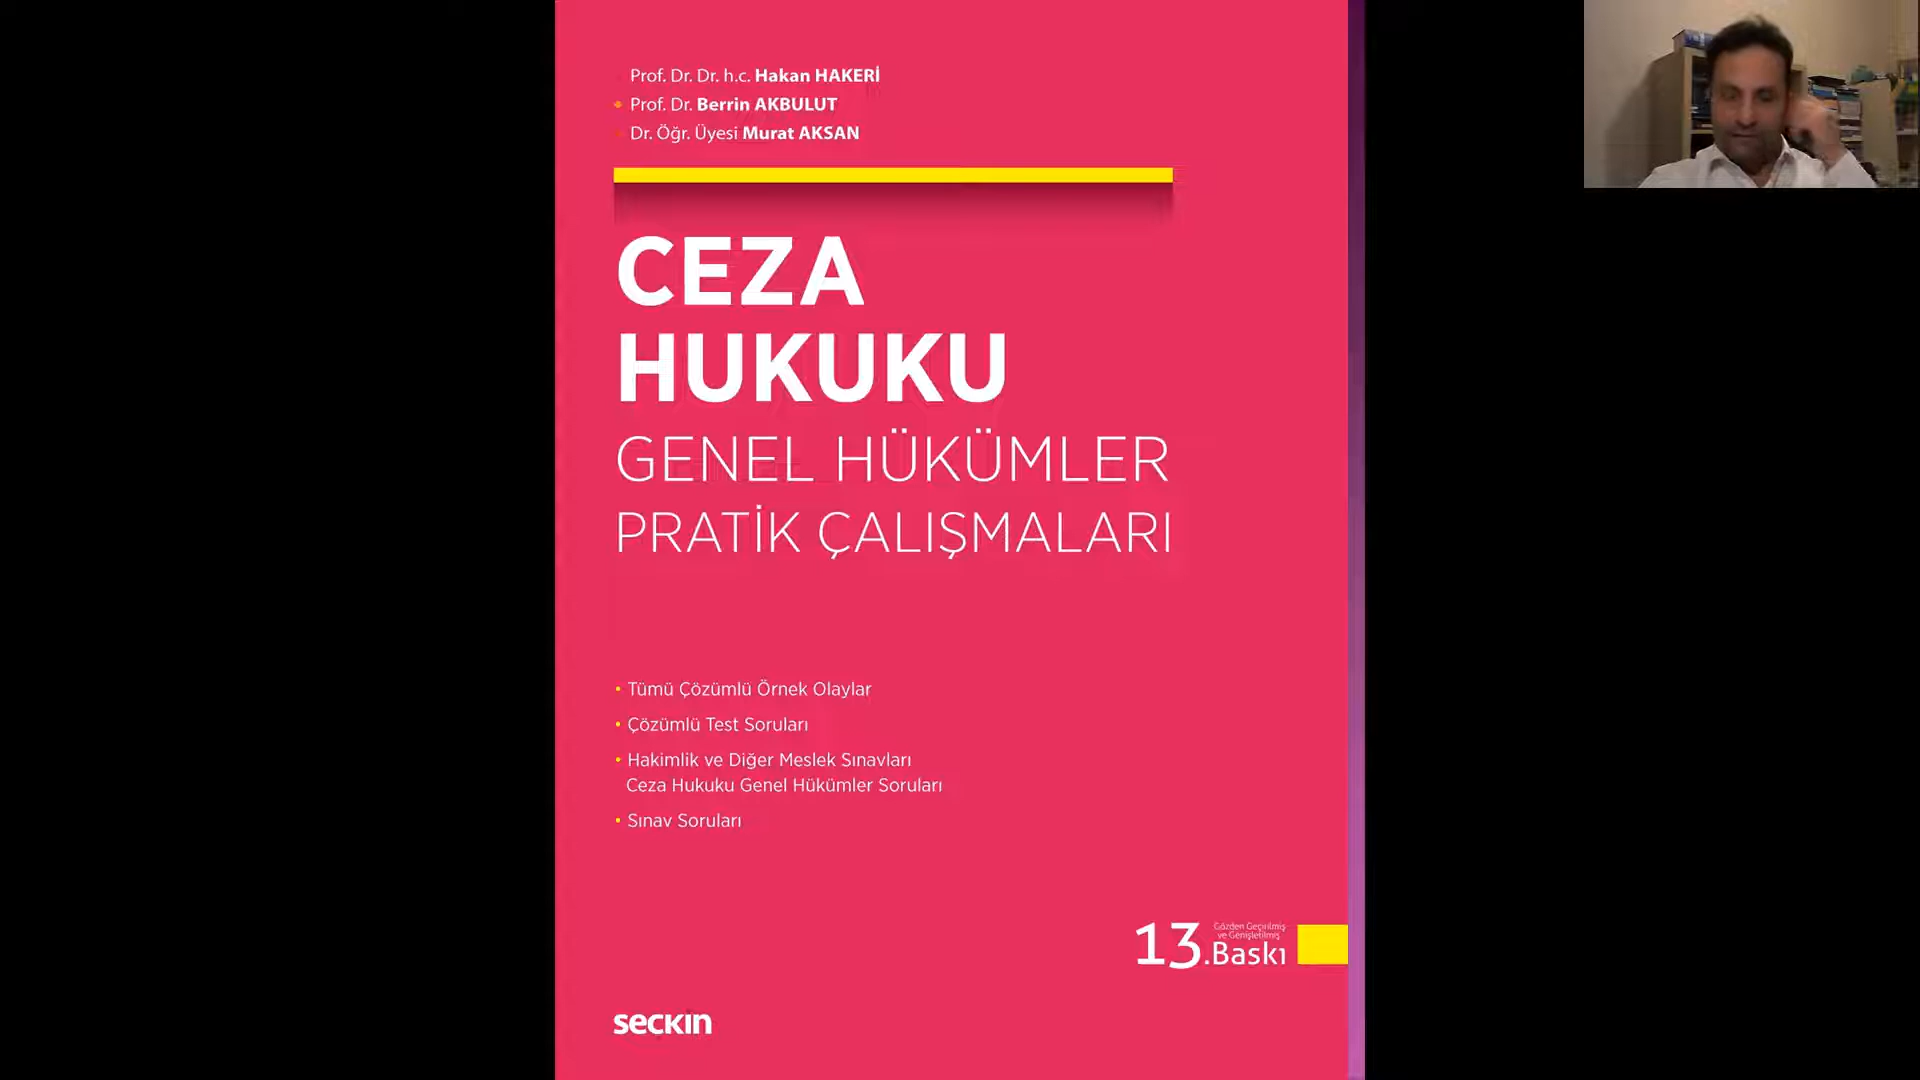 Prof. Dr. Dr. h.c. Hakan HAKERİ
Prof. Dr. Berrin AKBULUT
Dr. Öğr. Üyesi Murat AKSAN
CEZA
HUKUKU
GENEL HÜKÜMLER
PRATİK ÇALIŞMALARI
• Tümü Çözümlü Örnek Olaylar
• Çözümlü Test Soruları
• Hakimlik ve Diğer Meslek Sınavları
Ceza Hukuku Genel Hükümler Soruları
• Sınav Soruları
Gözden Geçirilmiş
ve Genişletilmiş
13.Baskı
seçkin